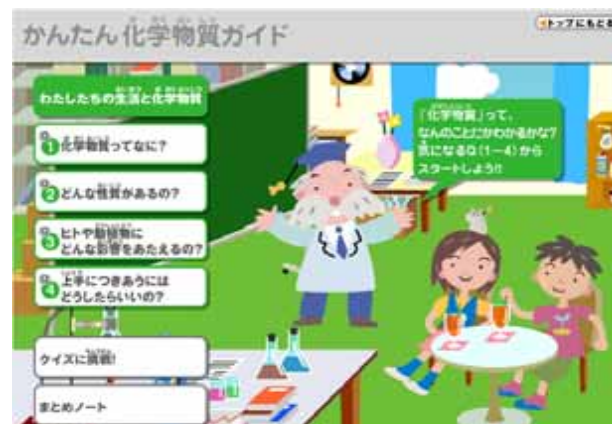 かんたん化学物質ガイド
トップにもどる
わたしたちの生活と化学物質
1 化学物質ってなに?
2 どんな性質があるの?
3 ヒトや動植物に
どんな影響をあたえるの?
4 上手につきあうには
どうしたらいいの?
クイズに挑戦!
まとめノート
「化学物質」って、
なんのことだかわかるかな?
気になるQ(1〜4)から
スタートしよう!!